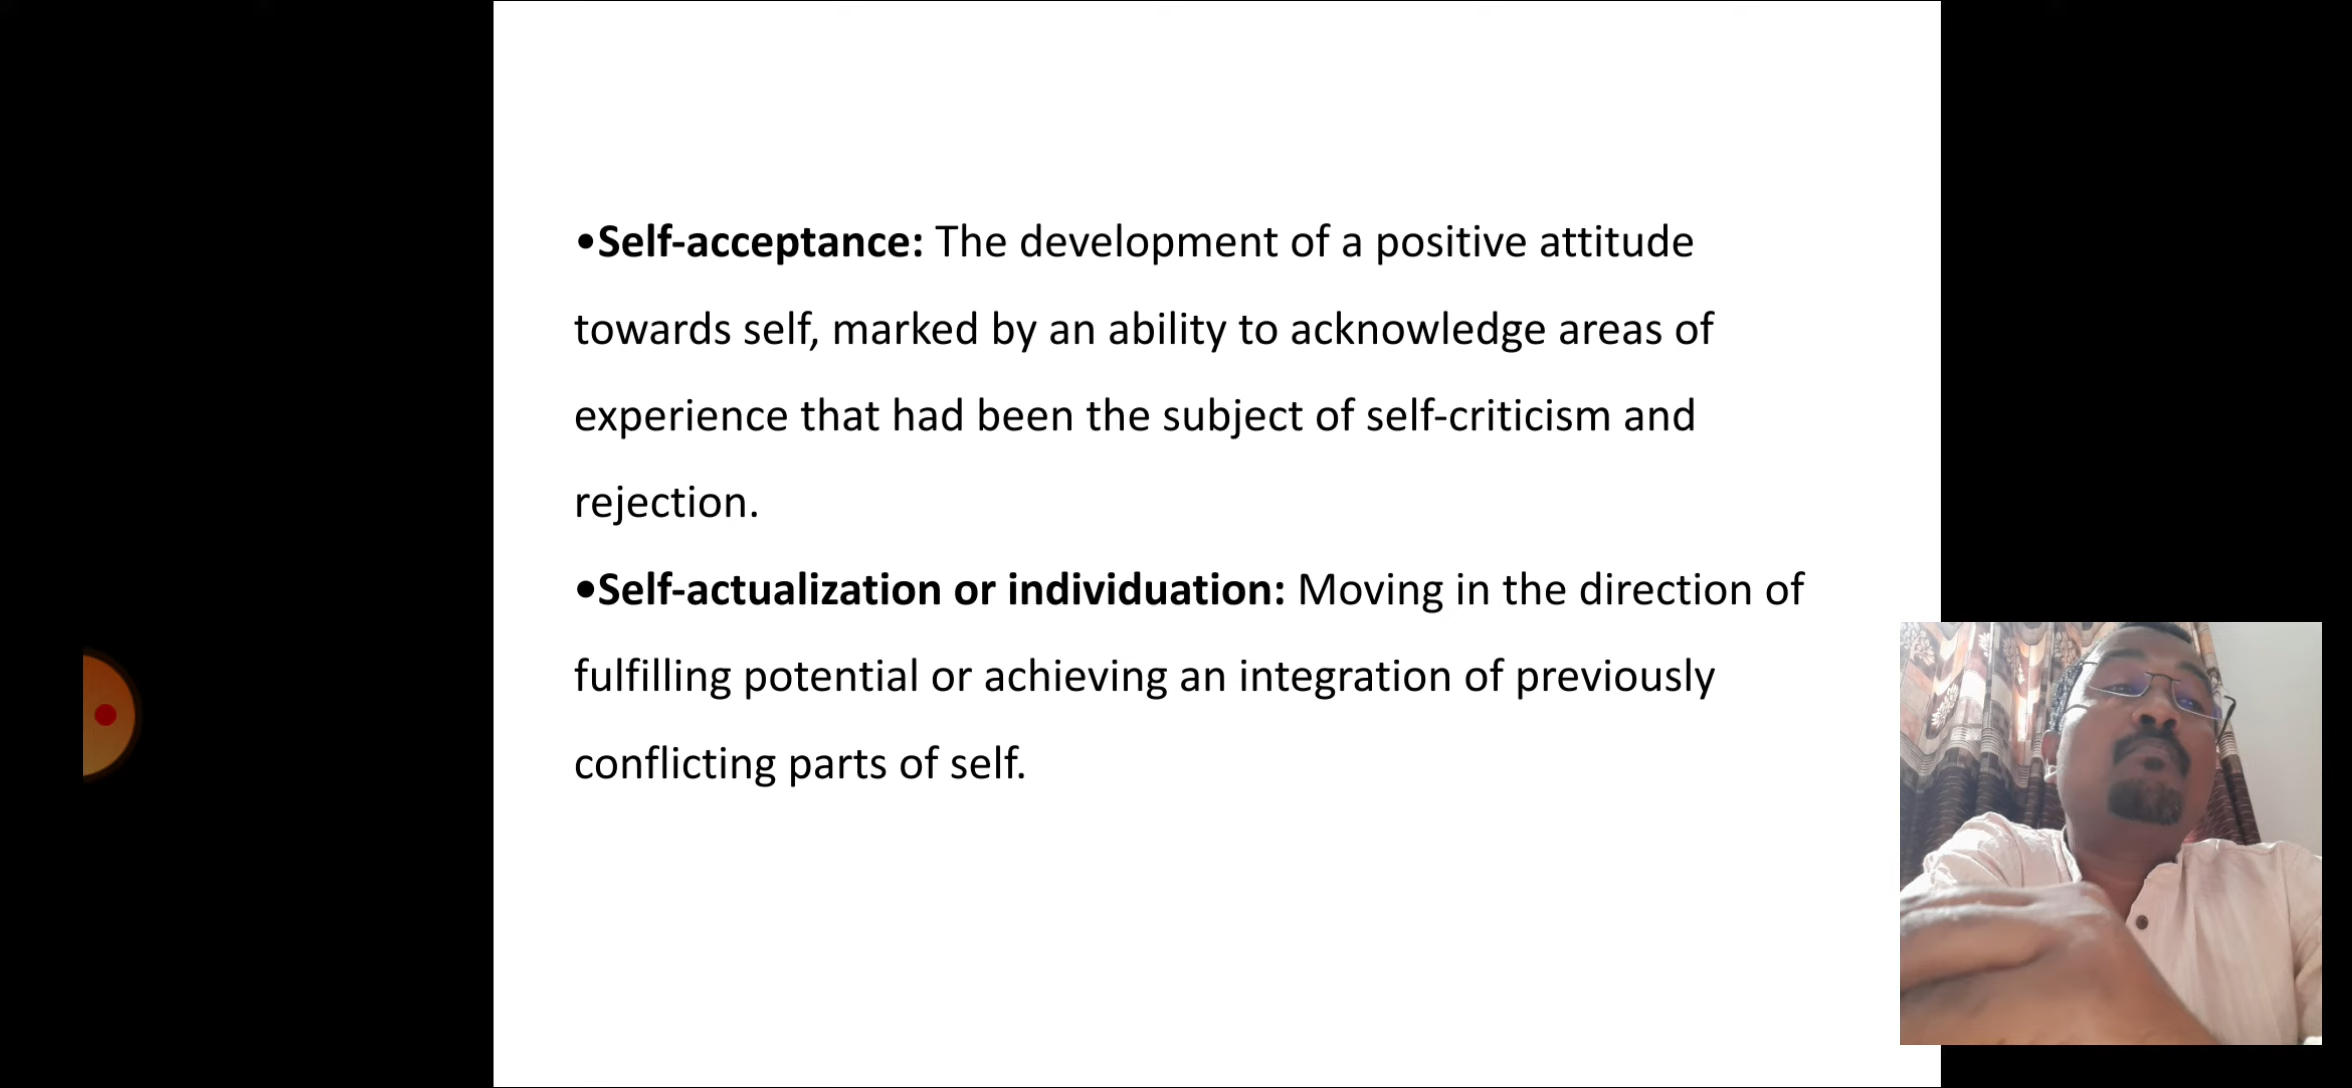 •Self-acceptance: The development of a positive attitude
towards self, marked by an ability to acknowledge areas of
experience that had been the subject of self-criticism and
rejection.
•Self-actualization or individuation: Moving in the direction of
fulfilling potential or achieving an integration of previously
conflicting parts of self.